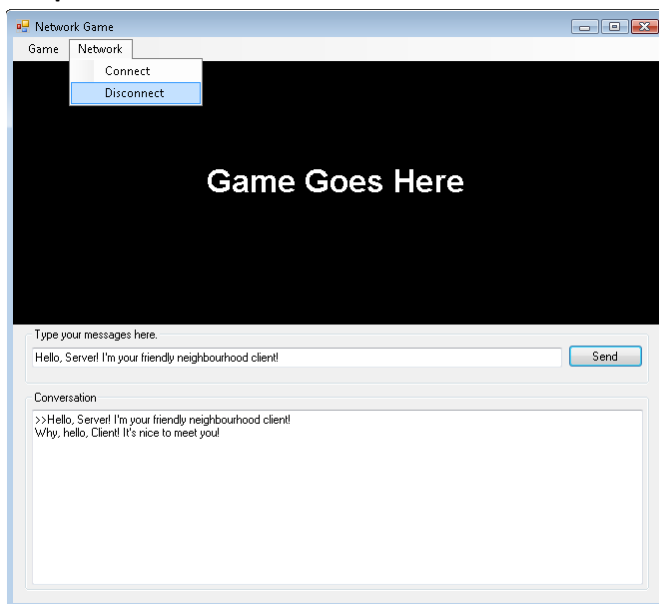 Network Game
Game Network
Connect
Disconnect
Game Goes Here
Type your messages here.
Hello, Server! I'm your friendly neighbourhood client!
Send
Conversation
>>Hello, Server! I'm your friendly neighbourhood client!
Why, hello, Client! It's nice to meet you!